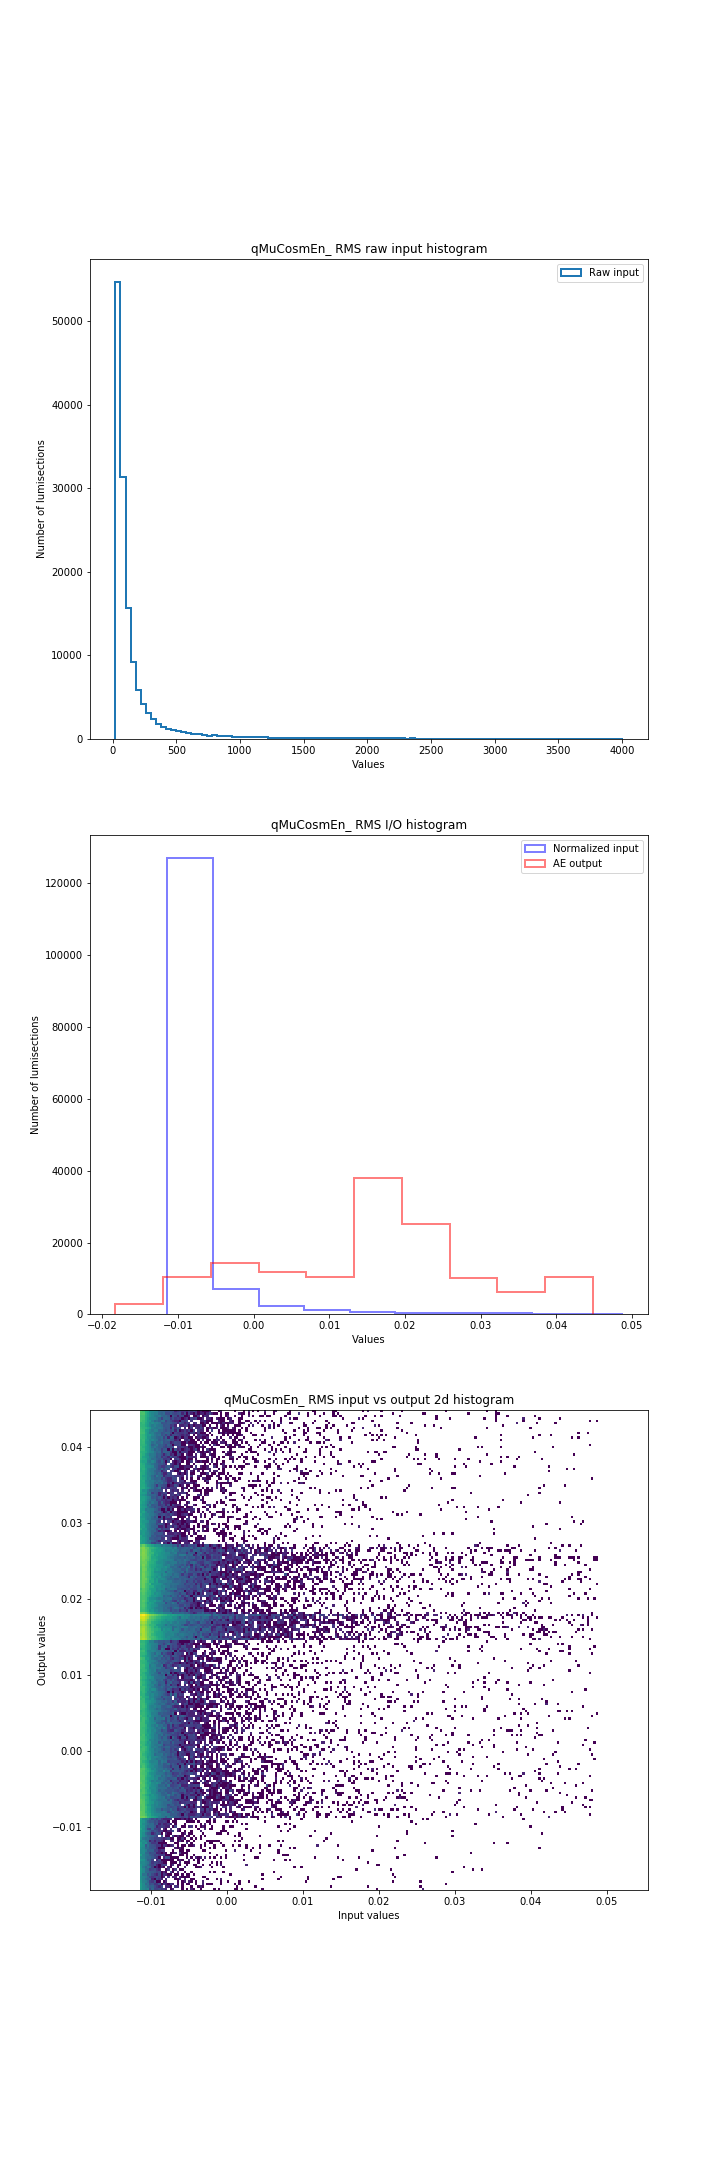 qMuCosmEn_ RMS raw input histogram
Raw input
50000
40000
30000
20000
10000
0
Number of lumisections
0 500 1000 1500 2000 2500 3000 3500 4000
Values
qMuCosmEn_ RMS I/O histogram
Normalized input
AE output
120000
100000
80000
60000
40000
20000
0
Number of lumisections
−0.02 −0.01 0.00 0.01 0.02 0.03 0.04 0.05
Values
qMuCosmEn_ RMS input vs output 2d histogram
0.04
0.03
0.02
0.01
0.00
−0.01
Output values
−0.01 0.00 0.01 0.02 0.03 0.04 0.05
Input values